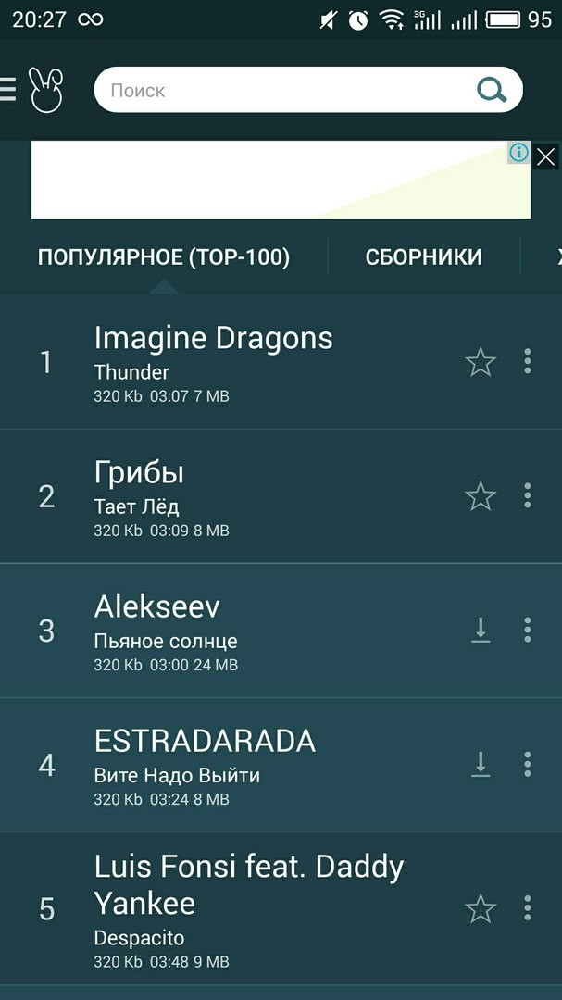 20:27
3G
95
Поиск
ПОПУЛЯРНОЕ (TOP-100)
СБОРНИКИ
1
Imagine Dragons
Thunder
320 Kb 03:07 7 MB
2
Грибы
Тает Лёд
320 Kb 03:09 8 MB
3
Alekseev
Пьяное солнце
320 Kb 03:00 24 MB
4
ESTRADARADA
Вите Надо Выйти
320 Kb 03:24 8 MB
5
Luis Fonsi feat. Daddy
Yankee
Despacito
320 Kb 03:48 9 MB